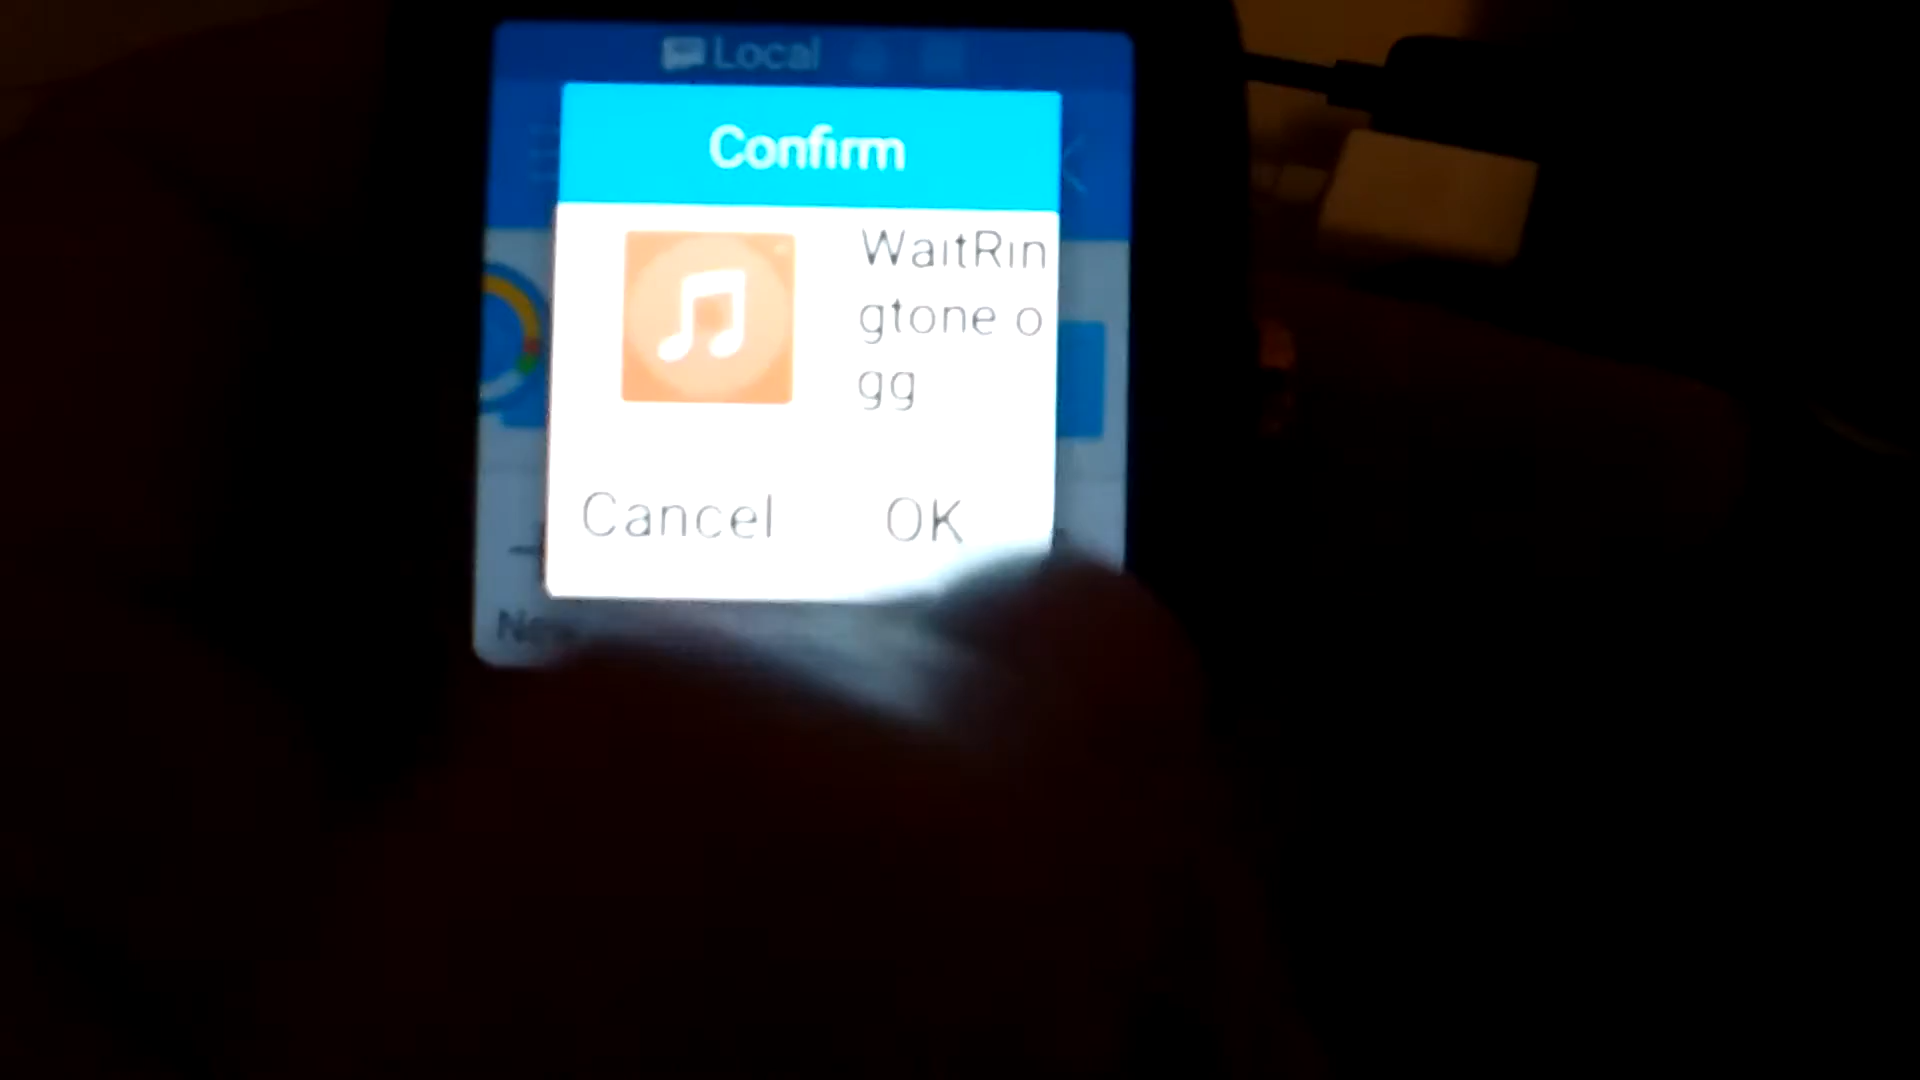 Local
Confirm
WaitRin
gtone o
gg
Cancel OK